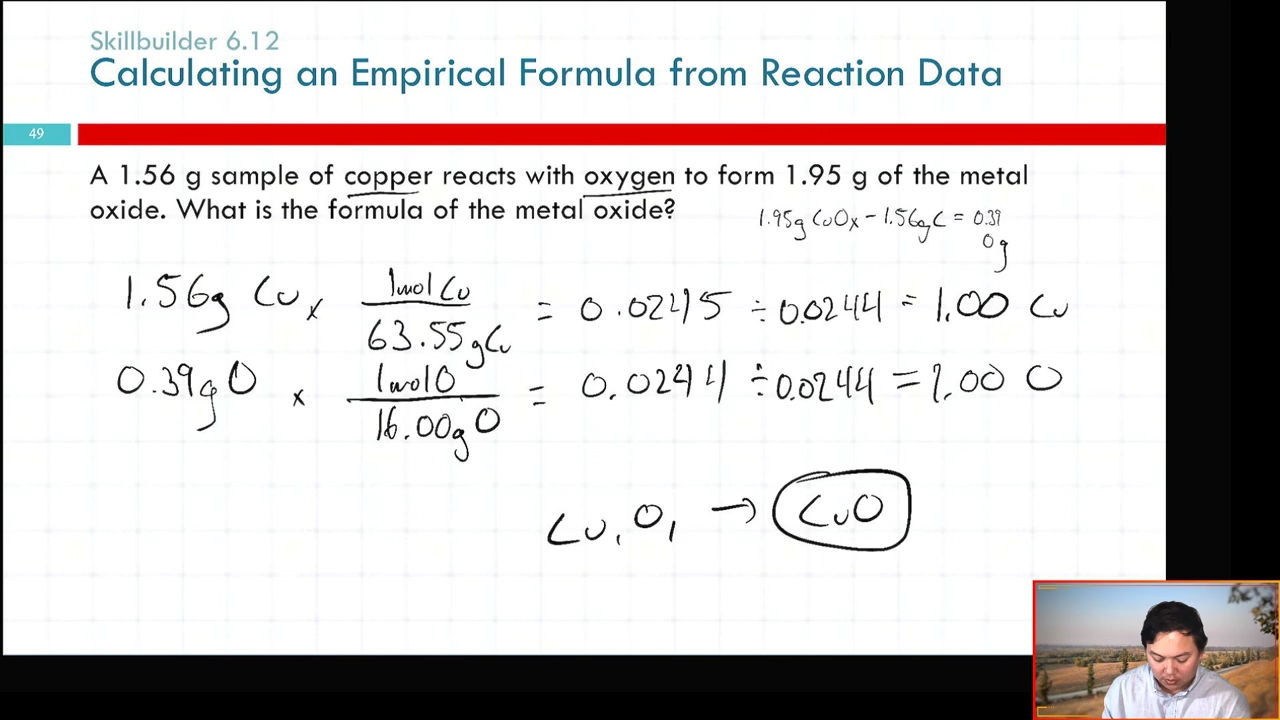 Skillbuilder 6.12
Calculating an Empirical Formula from Reaction Data
49
A 1.56 g sample of copper reacts with oxygen to form 1.95 g of the metal
oxide. What is the formula of the metal oxide?
1.95g CuOx - 1.56g C = 0.39
Og
1.56g Cu x 1mol Cu / 63.55g Cu = 0.0245 ÷ 0.0244 = 1.00 Cu
0.39g O x 1mol O / 16.00g O = 0.0244 ÷ 0.0244 = 1.00 O
Cu₁O₁ → CuO